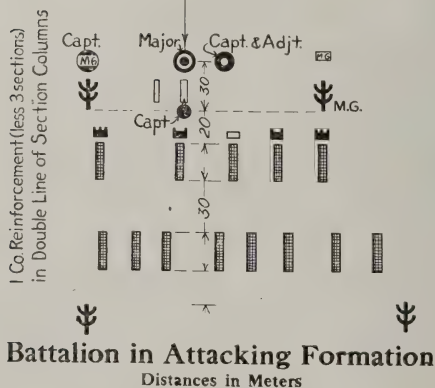 1 Co. Reinforcement (less 3 sections)
in Double Line of Section Columns
Capt. Major. Capt. & Adjt.
M6 MG
30
M.G.
Capt
20
30
Battalion in Attacking Formation
Distances in Meters